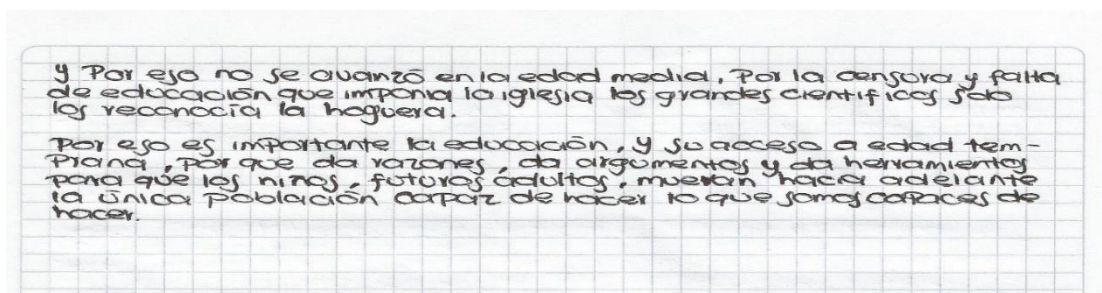 y Por eso no se avanzó en la edad media, Por la censura y falta
de educación que imponía la iglesia los grandes científicos solo
los reconocía la hoguera.
Por eso es importante la educación, y su acceso a edad tem-
prana, porque da razones, da argumentos y da herramientas
para que los niños, futuros adultos, muevan hacia adelante
la única población capaz de hacer lo que somos capaces de
hacer.